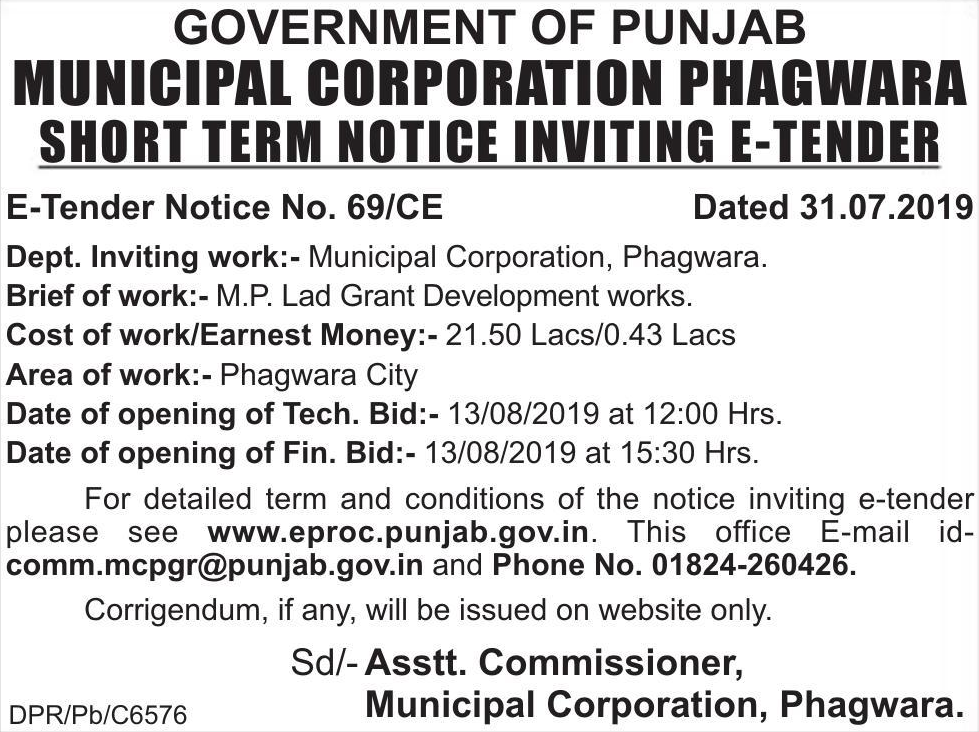 GOVERNMENT OF PUNJAB
MUNICIPAL CORPORATION PHAGWARA
SHORT TERM NOTICE INVITING E-TENDER
E-Tender Notice No. 69/CE Dated 31.07.2019
Dept. Inviting work:- Municipal Corporation, Phagwara.
Brief of work:- M.P. Lad Grant Development works.
Cost of work/Earnest Money:- 21.50 Lacs/0.43 Lacs
Area of work:- Phagwara City
Date of opening of Tech. Bid:- 13/08/2019 at 12:00 Hrs.
Date of opening of Fin. Bid:- 13/08/2019 at 15:30 Hrs.
For detailed term and conditions of the notice inviting e-tender
please see www.eproc.punjab.gov.in. This office E-mail id-
comm.mcpgr@punjab.gov.in and Phone No. 01824-260426.
Corrigendum, if any, will be issued on website only.
Sd/- Asstt. Commissioner,
Municipal Corporation, Phagwara.
DPR/Pb/C6576